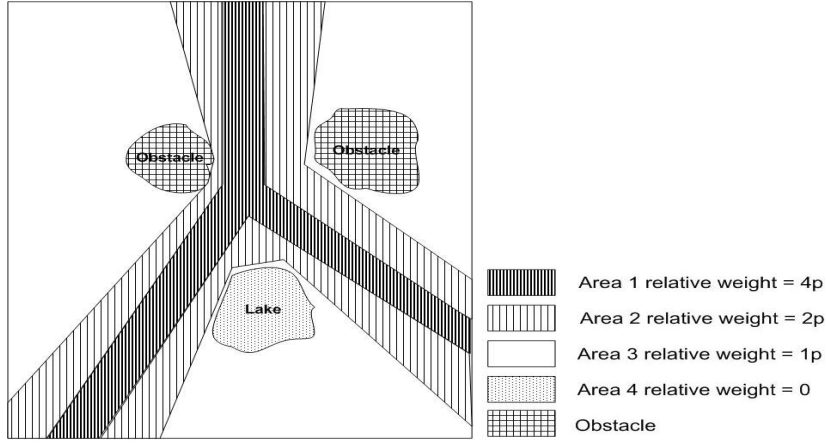 Obstacle
Obstacle
Lake
Area 1 relative weight = 4p
Area 2 relative weight = 2p
Area 3 relative weight = 1p
Area 4 relative weight = 0
Obstacle